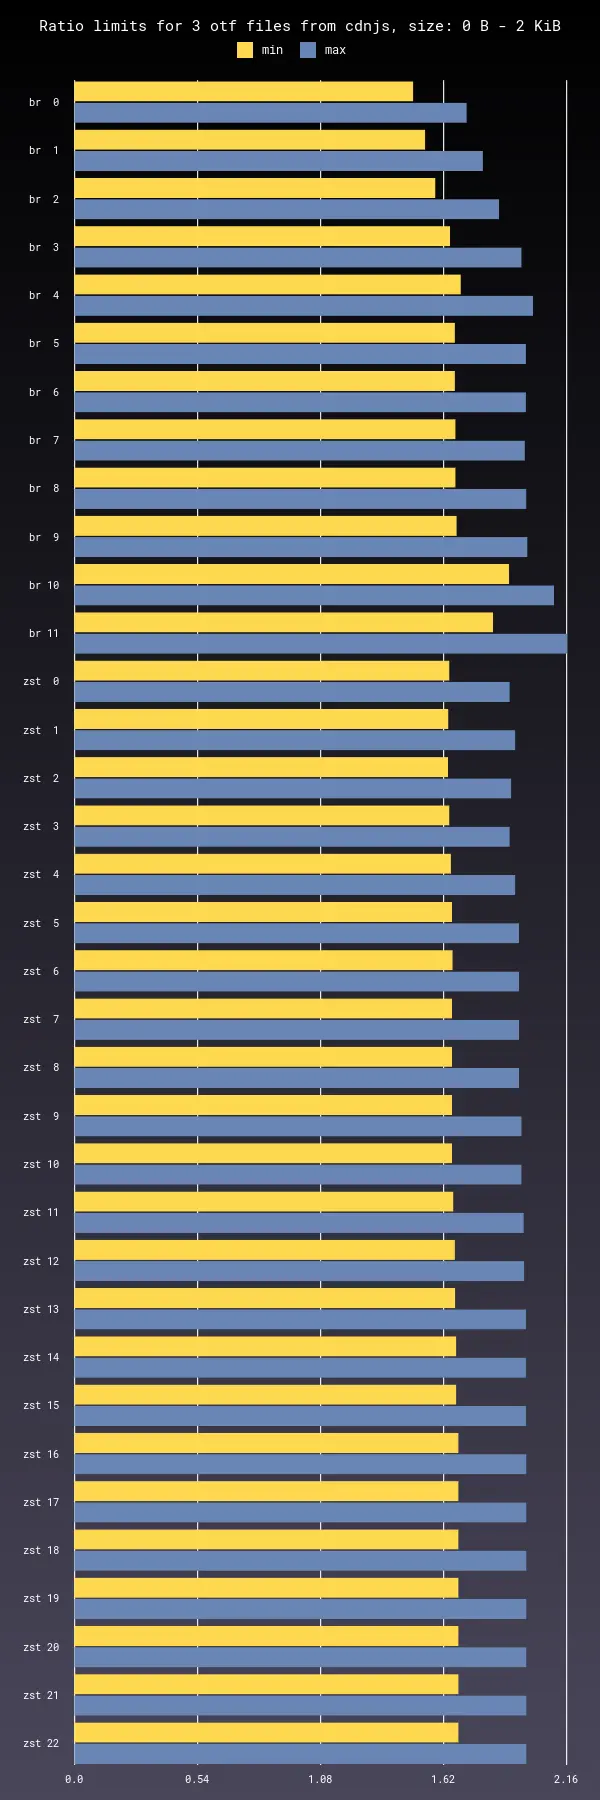 Ratio limits for 3 otf files from cdnjs, size: 0 B - 2 KiB
min max
br 0
br 1
br 2
br 3
br 4
br 5
br 6
br 7
br 8
br 9
br 10
br 11
zst 0
zst 1
zst 2
zst 3
zst 4
zst 5
zst 6
zst 7
zst 8
zst 9
zst 10
zst 11
zst 12
zst 13
zst 14
zst 15
zst 16
zst 17
zst 18
zst 19
zst 20
zst 21
zst 22
0.0 0.54 1.08 1.62 2.16